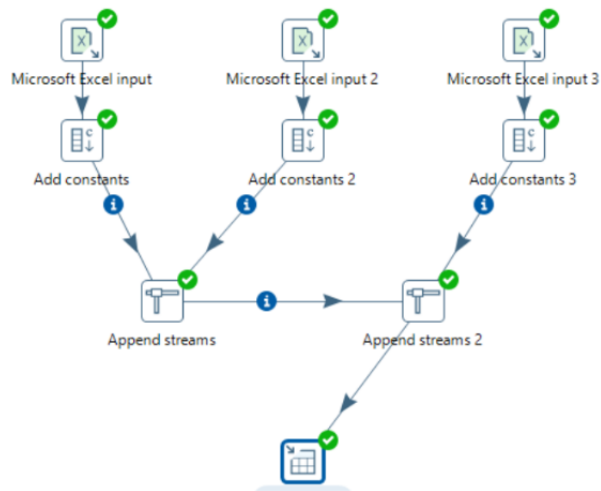 Microsoft Excel input
Microsoft Excel input 2
Microsoft Excel input 3
Add constants
Add constants 2
Add constants 3
Append streams
Append streams 2